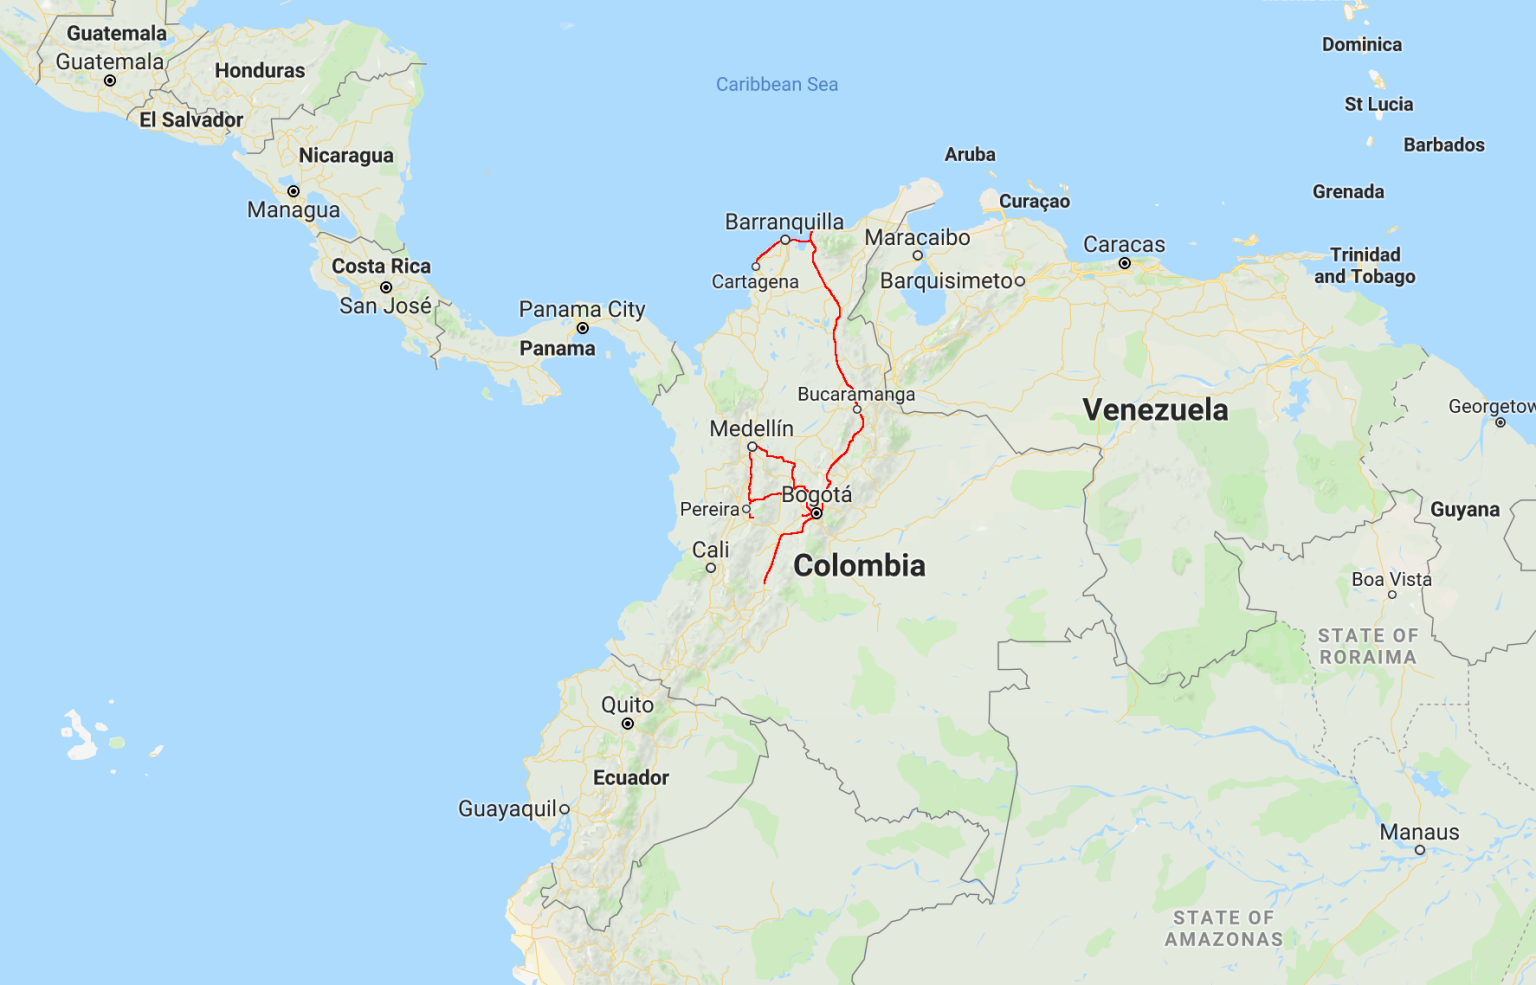 Dominica
Guatemala
Guatemala
Honduras
Caribbean Sea
St Lucia
El Salvador
Barbados
Nicaragua
Aruba
Grenada
Managua
Curaçao
Barranquilla
Maracaibo
Caracas
Costa Rica
Trinidad
and Tobago
Cartagena
Barquisimeto
San José
Panama City
Panama
Bucaramanga
Venezuela
Georgetow
Medellín
Bogotá
Pereira
Guyana
Cali
Colombia
Boa Vista
STATE OF
RORAIMA
Quito
Ecuador
Guayaquil
Manaus
STATE OF
AMAZONAS